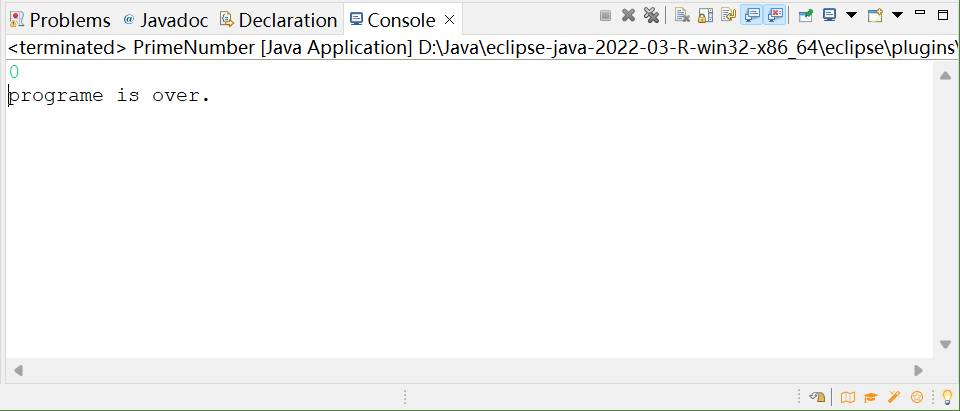 Problems @ Javadoc Declaration Console
<terminated> PrimeNumber [Java Application] D:\Java\eclipse-java-2022-03-R-win32-x86_64\eclipse\plugins\
0
programe is over.